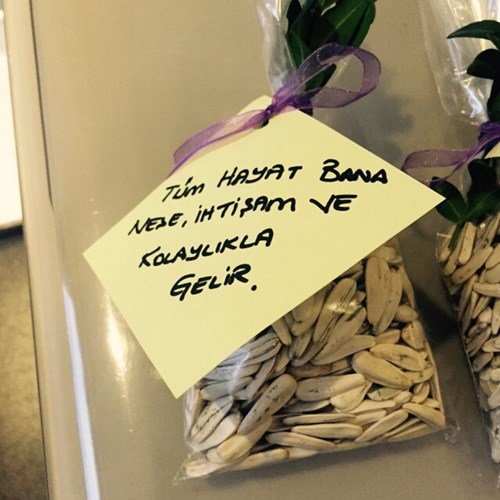 TÜM HAYAT BANA
NEŞE, İHTİŞAM VE
KOLAYLIKLA
GELİR.